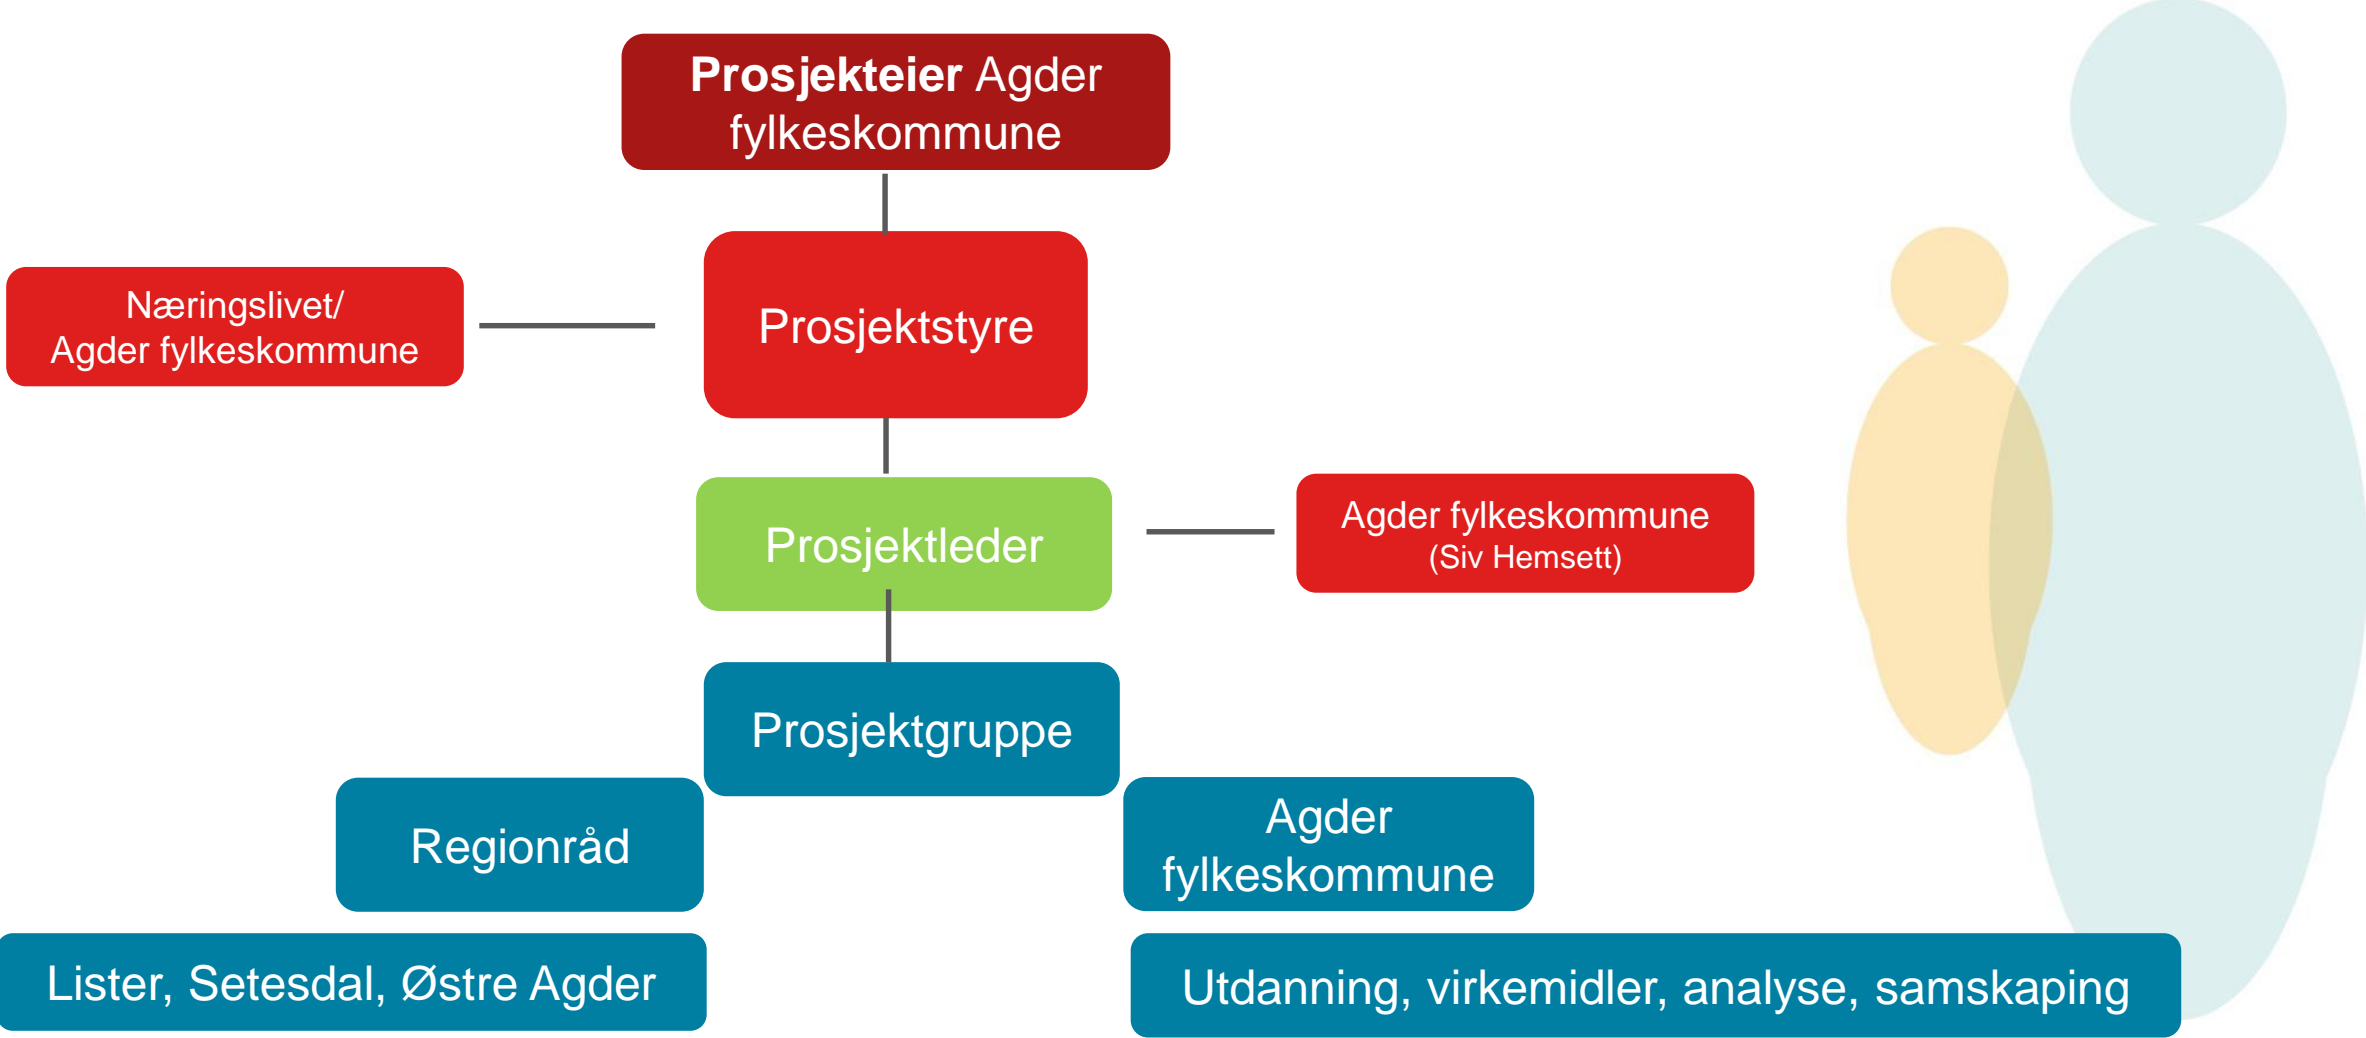 Prosjekteier Agder
fylkeskommune
Næringslivet/
Agder fylkeskommune
Prosjektstyre
Prosjektleder
Agder fylkeskommune
(Siv Hemsett)
Prosjektgruppe
Regionråd
Agder
fylkeskommune
Lister, Setesdal, Østre Agder
Utdanning, virkemidler, analyse, samskaping